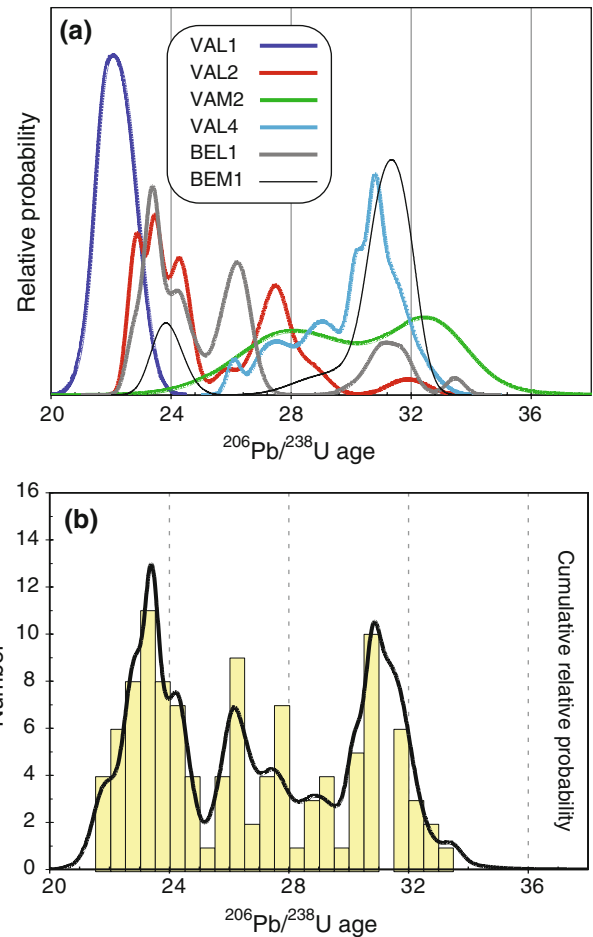 (a)
VAL1
VAL2
VAM2
VAL4
BEL1
BEM1
Relative probability
20 24 28 32 36
²⁰⁶Pb/²³⁸U age
(b)
16
14
12
10
8
6
4
2
0
Cumulative relative probability
20 24 28 32 36
²⁰⁶Pb/²³⁸U age